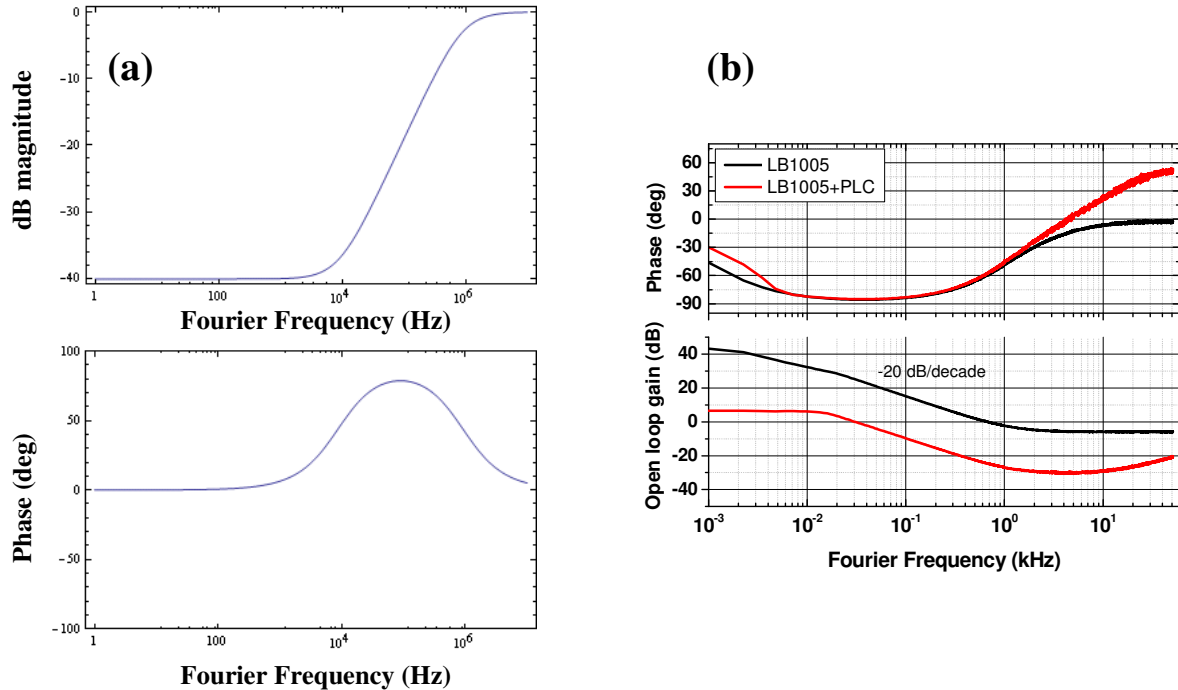 (a)
dB magnitude
0
-10
-20
-30
-40
1
10^4
10^6
Fourier Frequency (Hz)
Phase (deg)
100
50
0
-50
-100
1
10^4
10^6
Fourier Frequency (Hz)
(b)
LB1005
LB1005+PLC
Phase (deg)
60
30
0
-30
-60
-90
Open loop gain (dB)
40
20
0
-20
-40
-20 dB/decade
10^-3
10^-2
10^-1
10^0
10^1
Fourier Frequency (kHz)